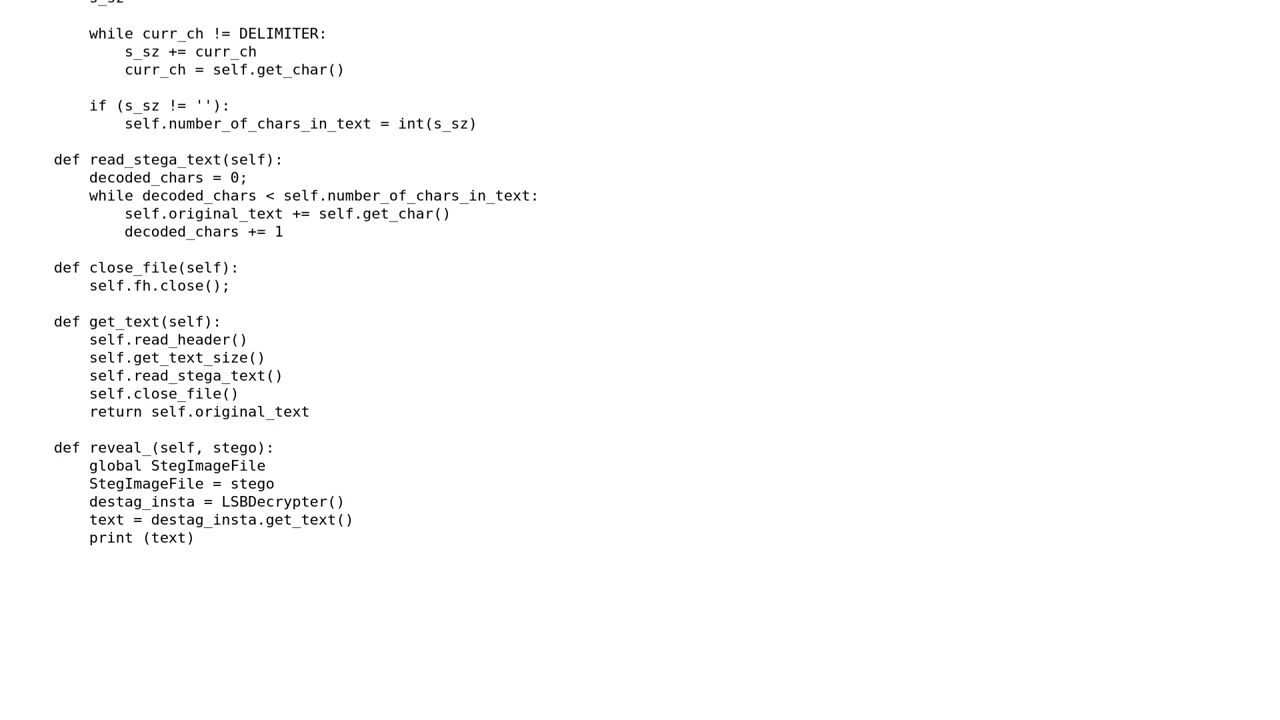 while curr_ch != DELIMITER:
        s_sz += curr_ch
        curr_ch = self.get_char()

    if (s_sz != ''):
        self.number_of_chars_in_text = int(s_sz)

def read_stega_text(self):
    decoded_chars = 0;
    while decoded_chars < self.number_of_chars_in_text:
        self.original_text += self.get_char()
        decoded_chars += 1

def close_file(self):
    self.fh.close();

def get_text(self):
    self.read_header()
    self.get_text_size()
    self.read_stega_text()
    self.close_file()
    return self.original_text

def reveal_(self, stego):
    global StegImageFile
    StegImageFile = stego
    destag_insta = LSBDecrypter()
    text = destag_insta.get_text()
    print (text)